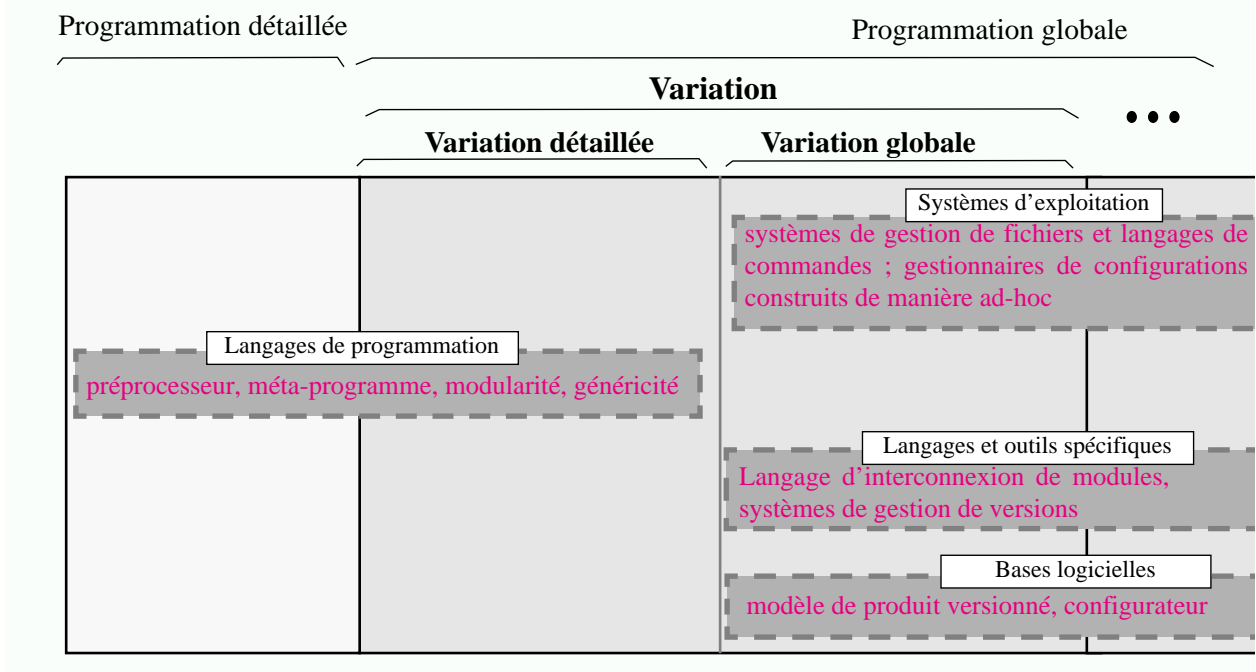 Programmation détaillée
Programmation globale
Variation
•••
Variation détaillée
Variation globale
Systèmes d’exploitation
systèmes de gestion de fichiers et langages de
commandes ; gestionnaires de configurations
construits de manière ad-hoc
Langages de programmation
préprocesseur, méta-programme, modularité, généricité
Langages et outils spécifiques
Langage d’interconnexion de modules,
systèmes de gestion de versions
Bases logicielles
modèle de produit versionné, configurateur